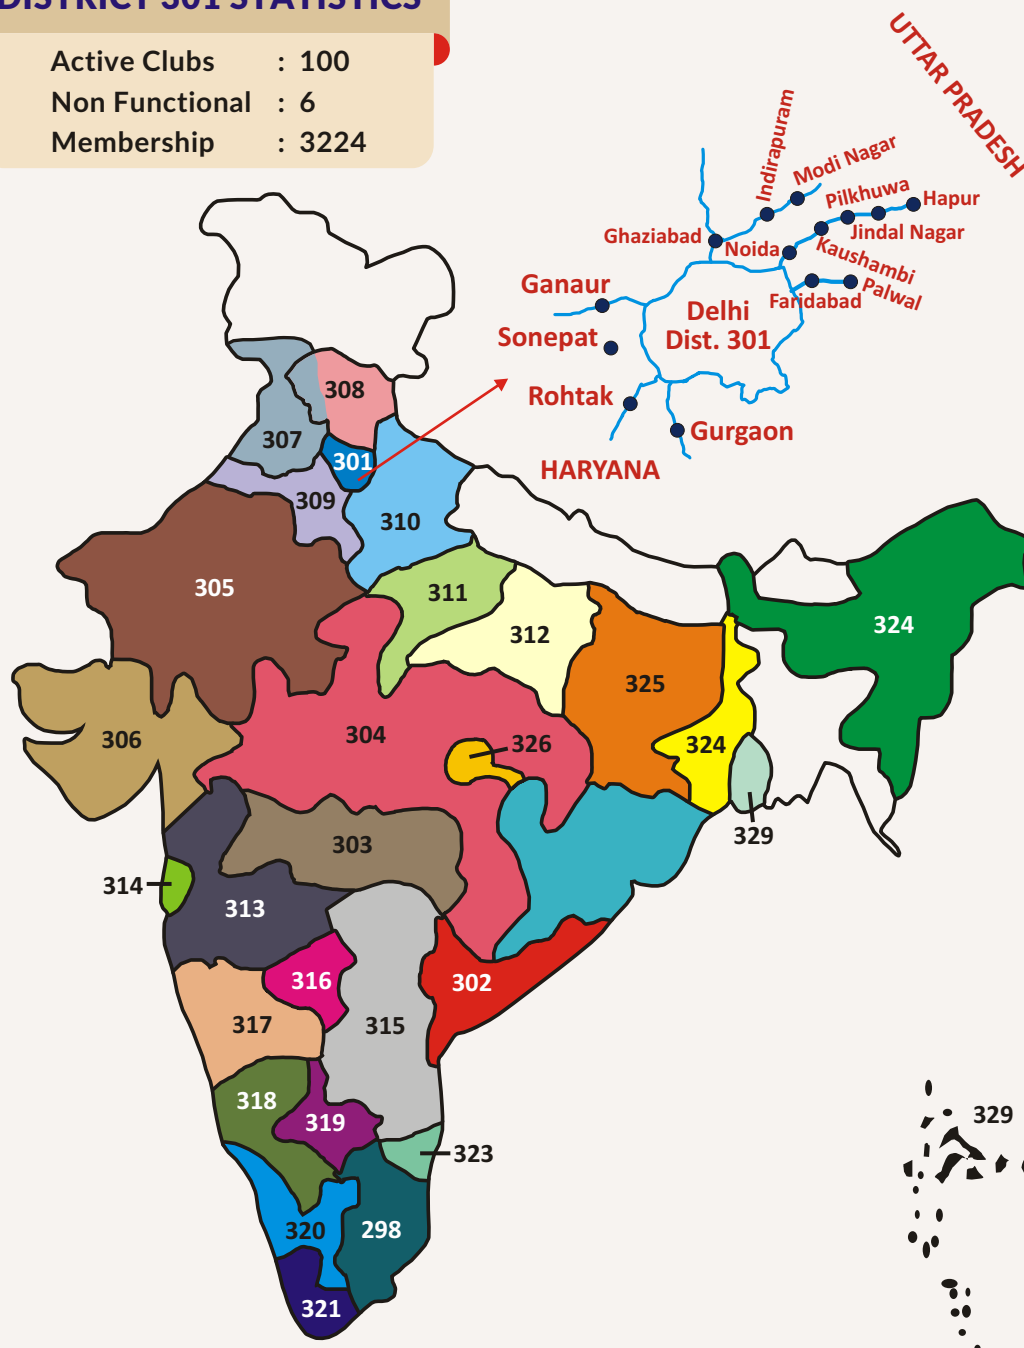 DISTRICT 301 STATISTICS
Active Clubs : 100
Non Functional : 6
Membership : 3224
UTTAR PRADESH
Indirapuram
Modi Nagar
Pilkhuwa
Hapur
Ghaziabad
Noida
Jindal Nagar
Kaushambi
Ganaur
Faridabad
Palwal
Delhi
Dist. 301
Sonepat
Rohtak
Gurgaon
HARYANA
308
307
301
309
310
305
311
312
324
325
306
304
326
324
329
303
314
313
316
302
317
315
318
319
329
323
320
298
321